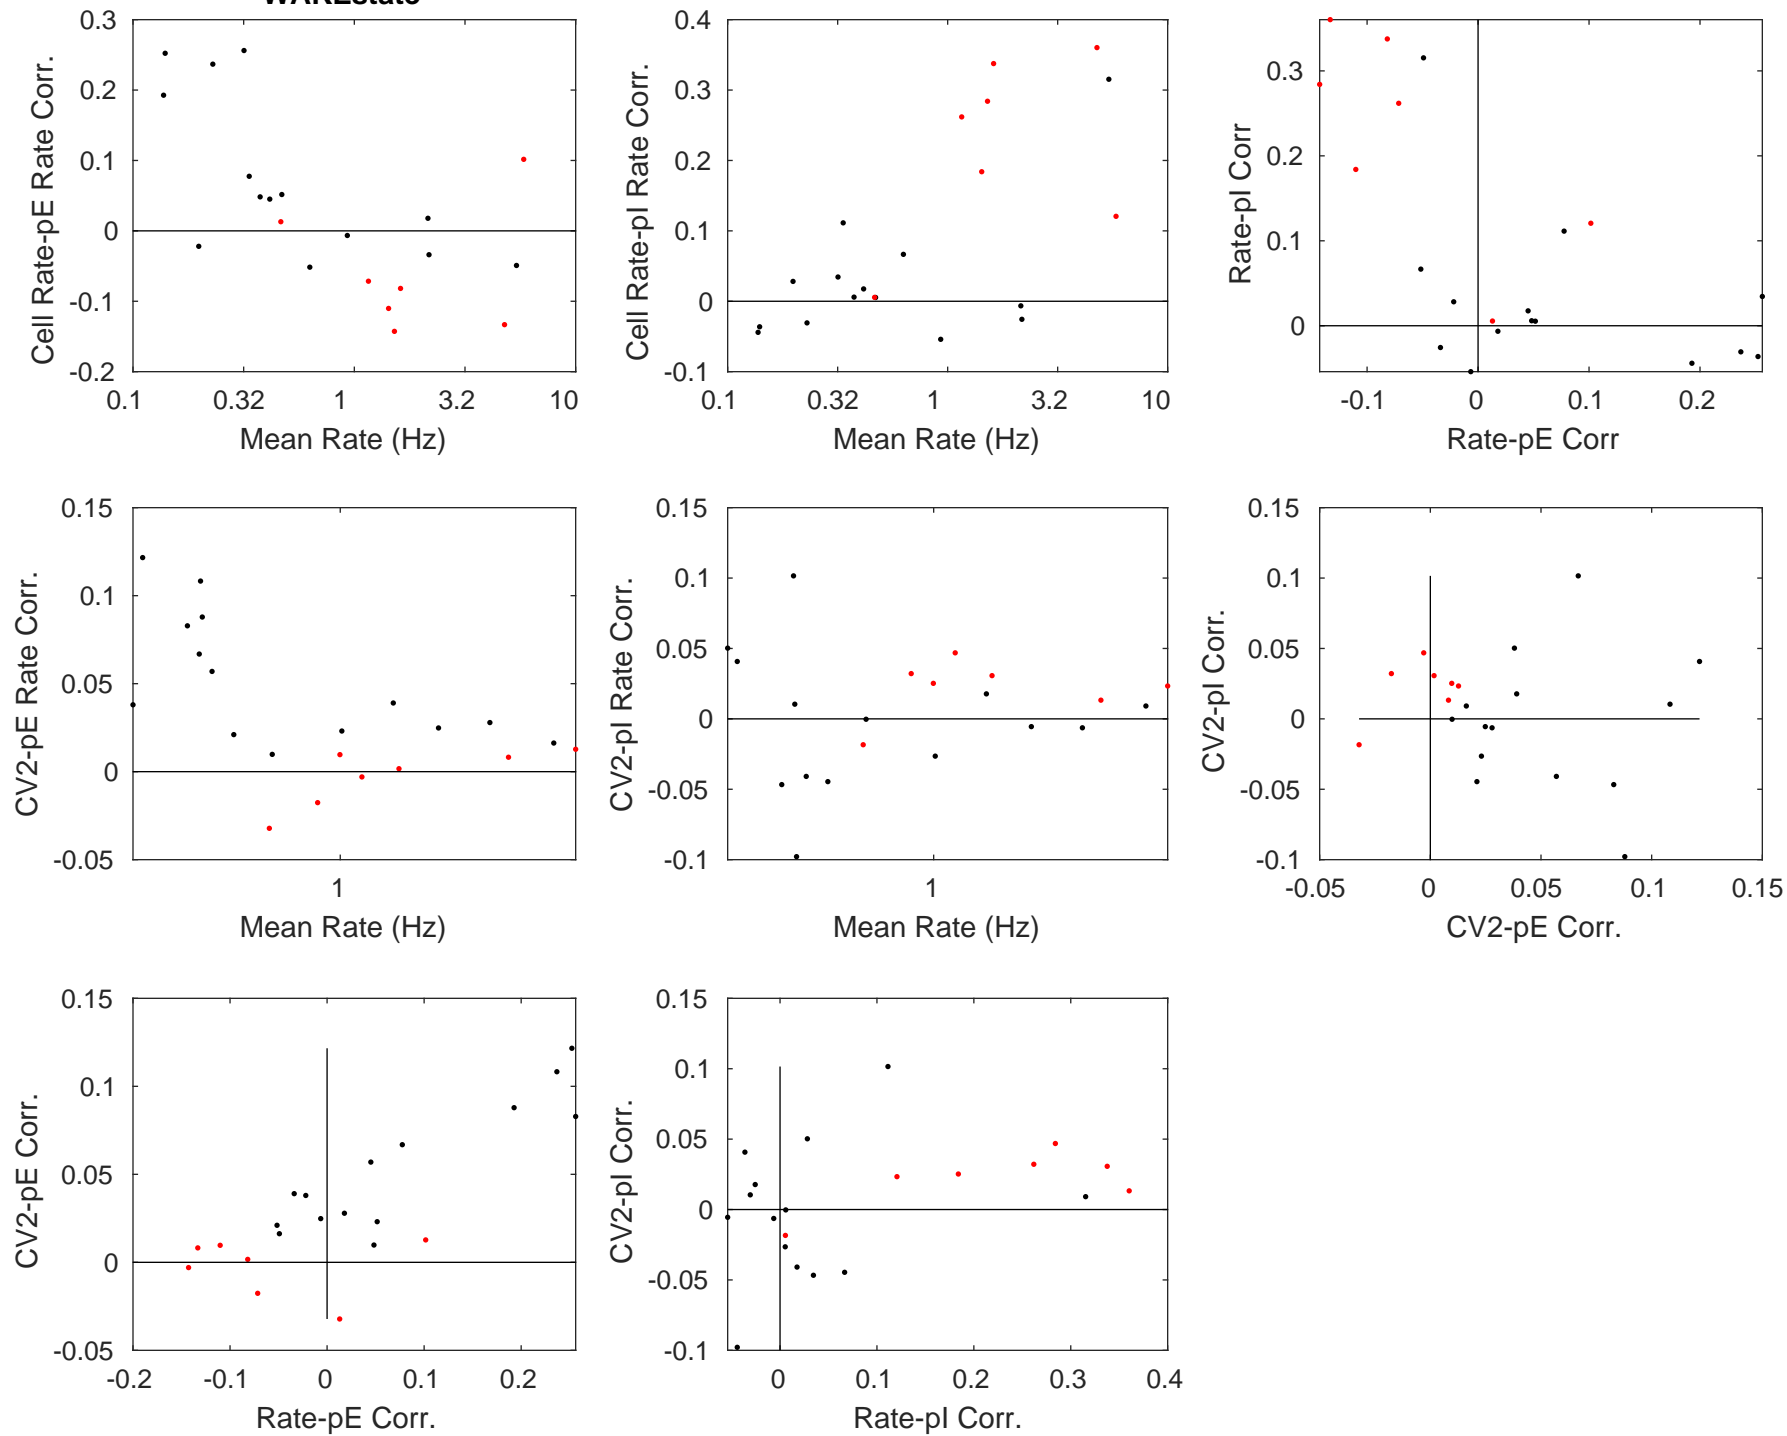 WAKEstate
0.3
0.2
0.1
0
-0.1
-0.2
0.1 0.32 1 3.2 10
Mean Rate (Hz)
Cell Rate-pE Rate Corr.
0.4
0.3
0.2
0.1
0
-0.1
0.1 0.32 1 3.2 10
Mean Rate (Hz)
Cell Rate-pI Rate Corr.
0.3
0.2
0.1
0
-0.1 0 0.1 0.2
Rate-pE Corr
Rate-pI Corr
0.15
0.1
0.05
0
-0.05
1
Mean Rate (Hz)
CV2-pE Rate Corr.
0.15
0.1
0.05
0
-0.05
-0.1
1
Mean Rate (Hz)
CV2-pI Rate Corr.
0.15
0.1
0.05
0
-0.05
-0.1
-0.05 0 0.05 0.1 0.15
CV2-pE Corr.
CV2-pI Corr.
0.15
0.1
0.05
0
-0.05
-0.2 -0.1 0 0.1 0.2
Rate-pE Corr.
CV2-pE Corr.
0.15
0.1
0.05
0
-0.05
-0.1
0 0.1 0.2 0.3 0.4
Rate-pI Corr.
CV2-pI Corr.